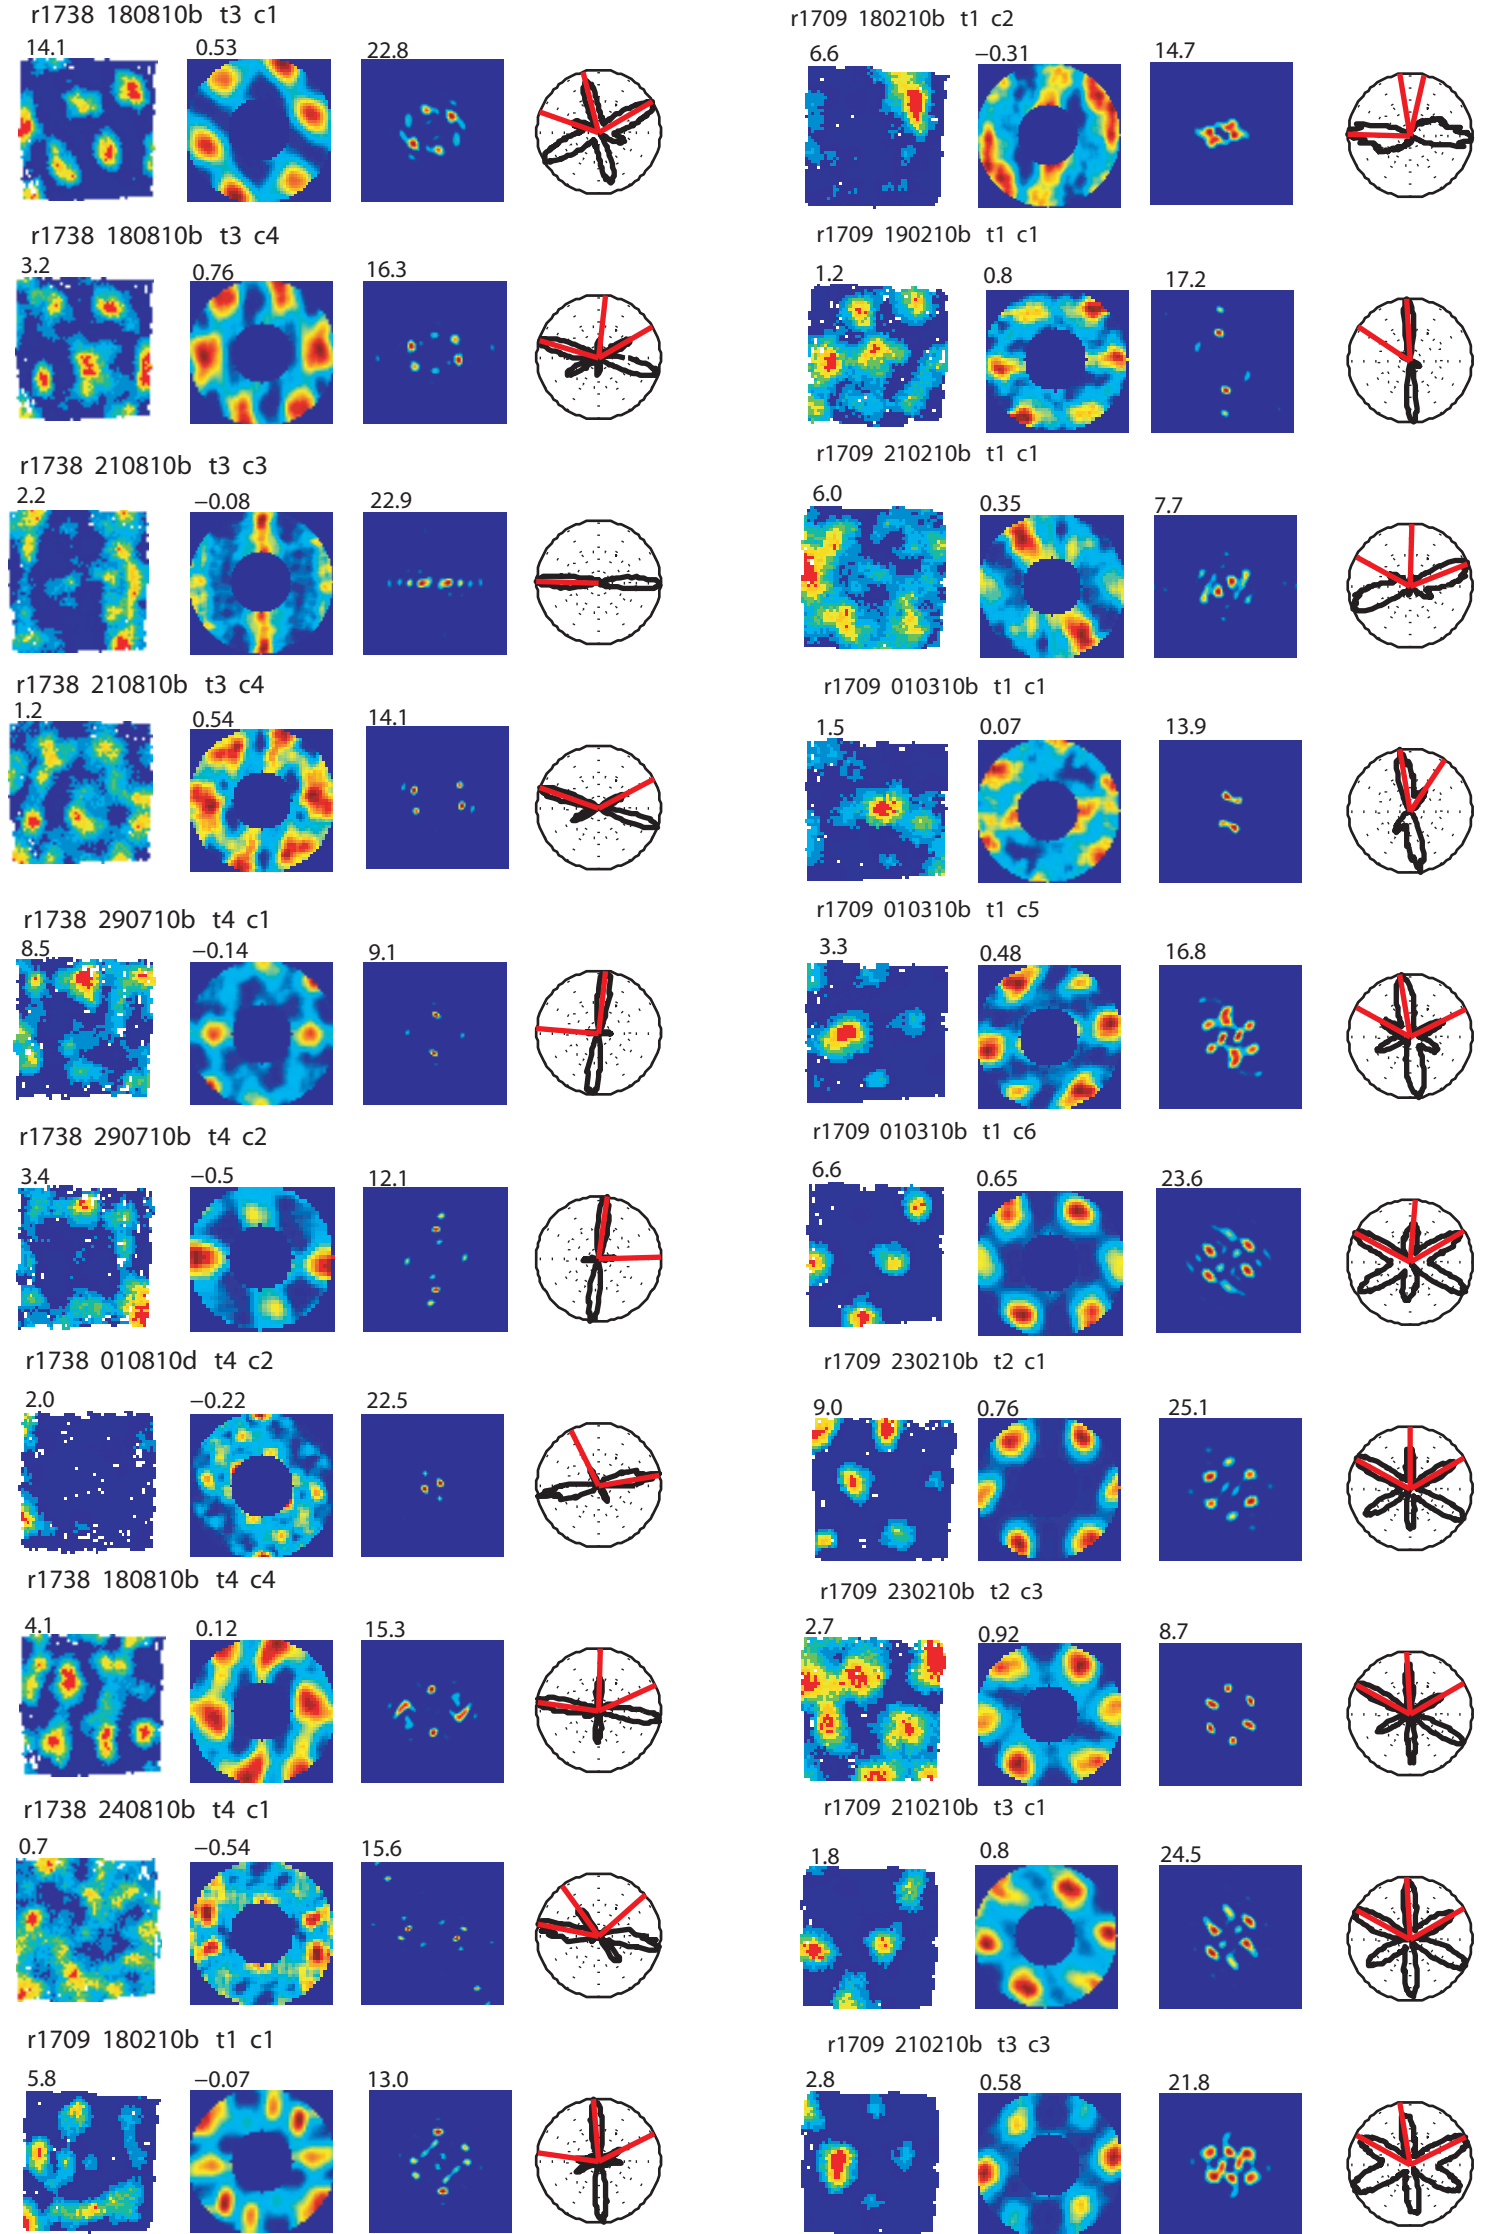 r1738 180810b t3 c1
14.1 0.53 22.8
r1738 180810b t3 c4
3.2 0.76 16.3
r1738 210810b t3 c3
2.2 −0.08 22.9
r1738 210810b t3 c4
1.2 0.54 14.1
r1738 290710b t4 c1
8.5 −0.14 9.1
r1738 290710b t4 c2
3.4 −0.5 12.1
r1738 010810d t4 c2
2.0 −0.22 22.5
r1738 180810b t4 c4
4.1 0.12 15.3
r1738 240810b t4 c1
0.7 −0.54 15.6
r1709 180210b t1 c1
5.8 −0.07 13.0
r1709 180210b t1 c2
6.6 −0.31 14.7
r1709 190210b t1 c1
1.2 0.8 17.2
r1709 210210b t1 c1
6.0 0.35 7.7
r1709 010310b t1 c1
1.5 0.07 13.9
r1709 010310b t1 c5
3.3 0.48 16.8
r1709 010310b t1 c6
6.6 0.65 23.6
r1709 230210b t2 c1
9.0 0.76 25.1
r1709 230210b t2 c3
2.7 0.92 8.7
r1709 210210b t3 c1
1.8 0.8 24.5
r1709 210210b t3 c3
2.8 0.58 21.8